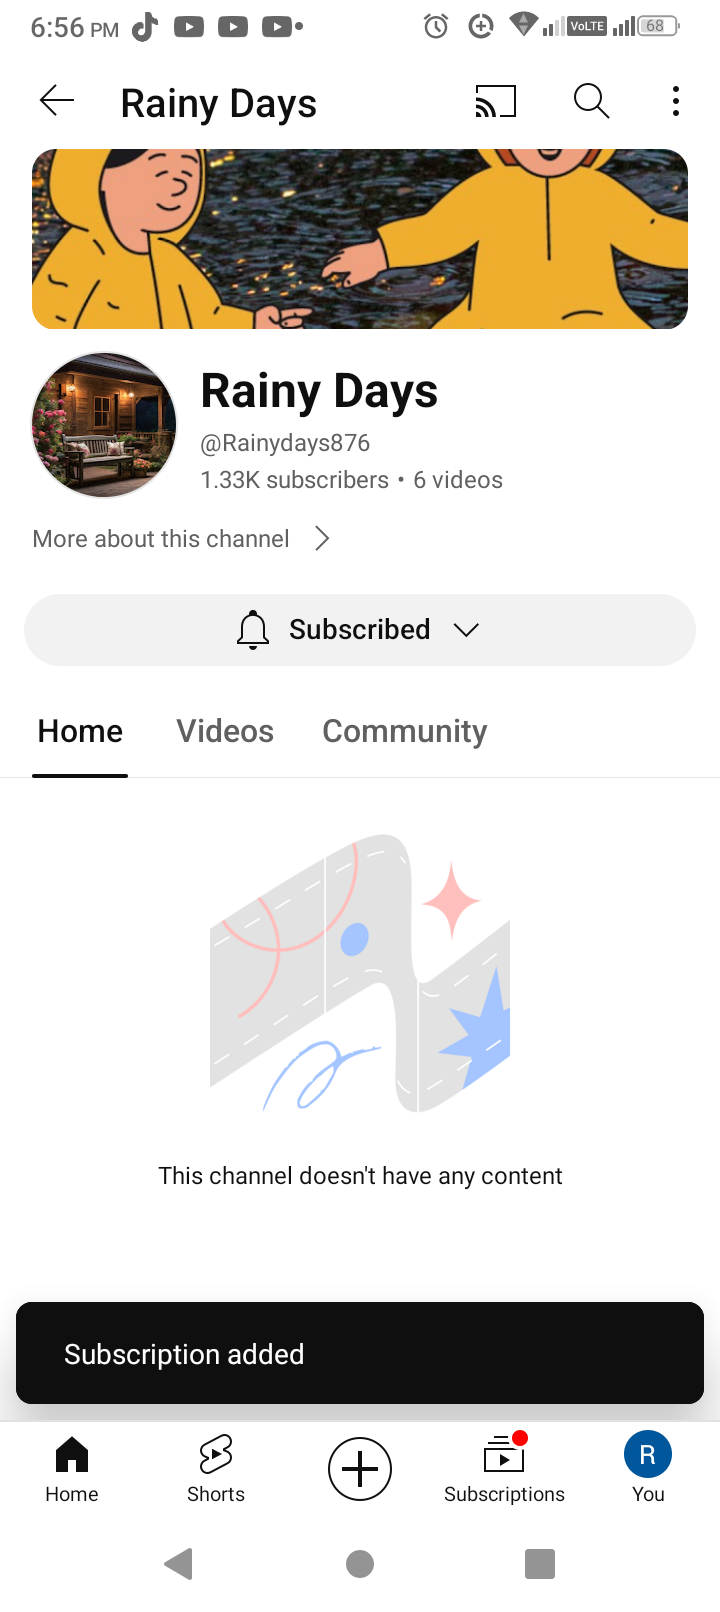 6:56 PM
VoLTE
68
Rainy Days
Rainy Days
@Rainydays876
1.33K subscribers • 6 videos
More about this channel
Subscribed
Home Videos Community
This channel doesn't have any content
Subscription added
R
Home Shorts Subscriptions You